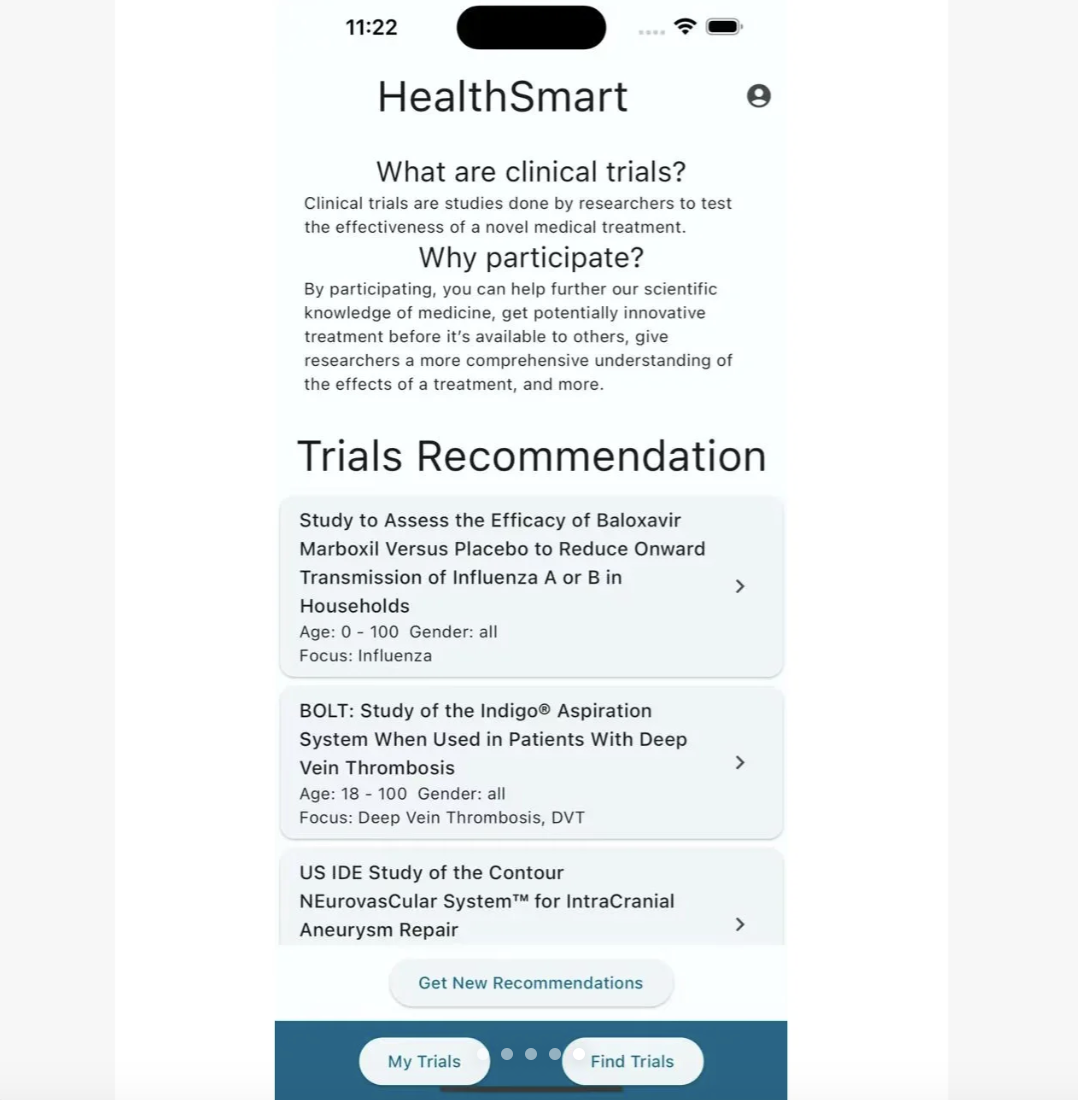 11:22
HealthSmart
What are clinical trials?
Clinical trials are studies done by researchers to test
the effectiveness of a novel medical treatment.
Why participate?
By participating, you can help further our scientific
knowledge of medicine, get potentially innovative
treatment before it’s available to others, give
researchers a more comprehensive understanding of
the effects of a treatment, and more.
Trials Recommendation
Study to Assess the Efficacy of Baloxavir
Marboxil Versus Placebo to Reduce Onward
Transmission of Influenza A or B in
Households
Age: 0 - 100  Gender: all
Focus: Influenza
BOLT: Study of the Indigo® Aspiration
System When Used in Patients With Deep
Vein Thrombosis
Age: 18 - 100  Gender: all
Focus: Deep Vein Thrombosis, DVT
US IDE Study of the Contour
NEurovasCular System™ for IntraCranial
Aneurysm Repair
Get New Recommendations
My Trials
Find Trials